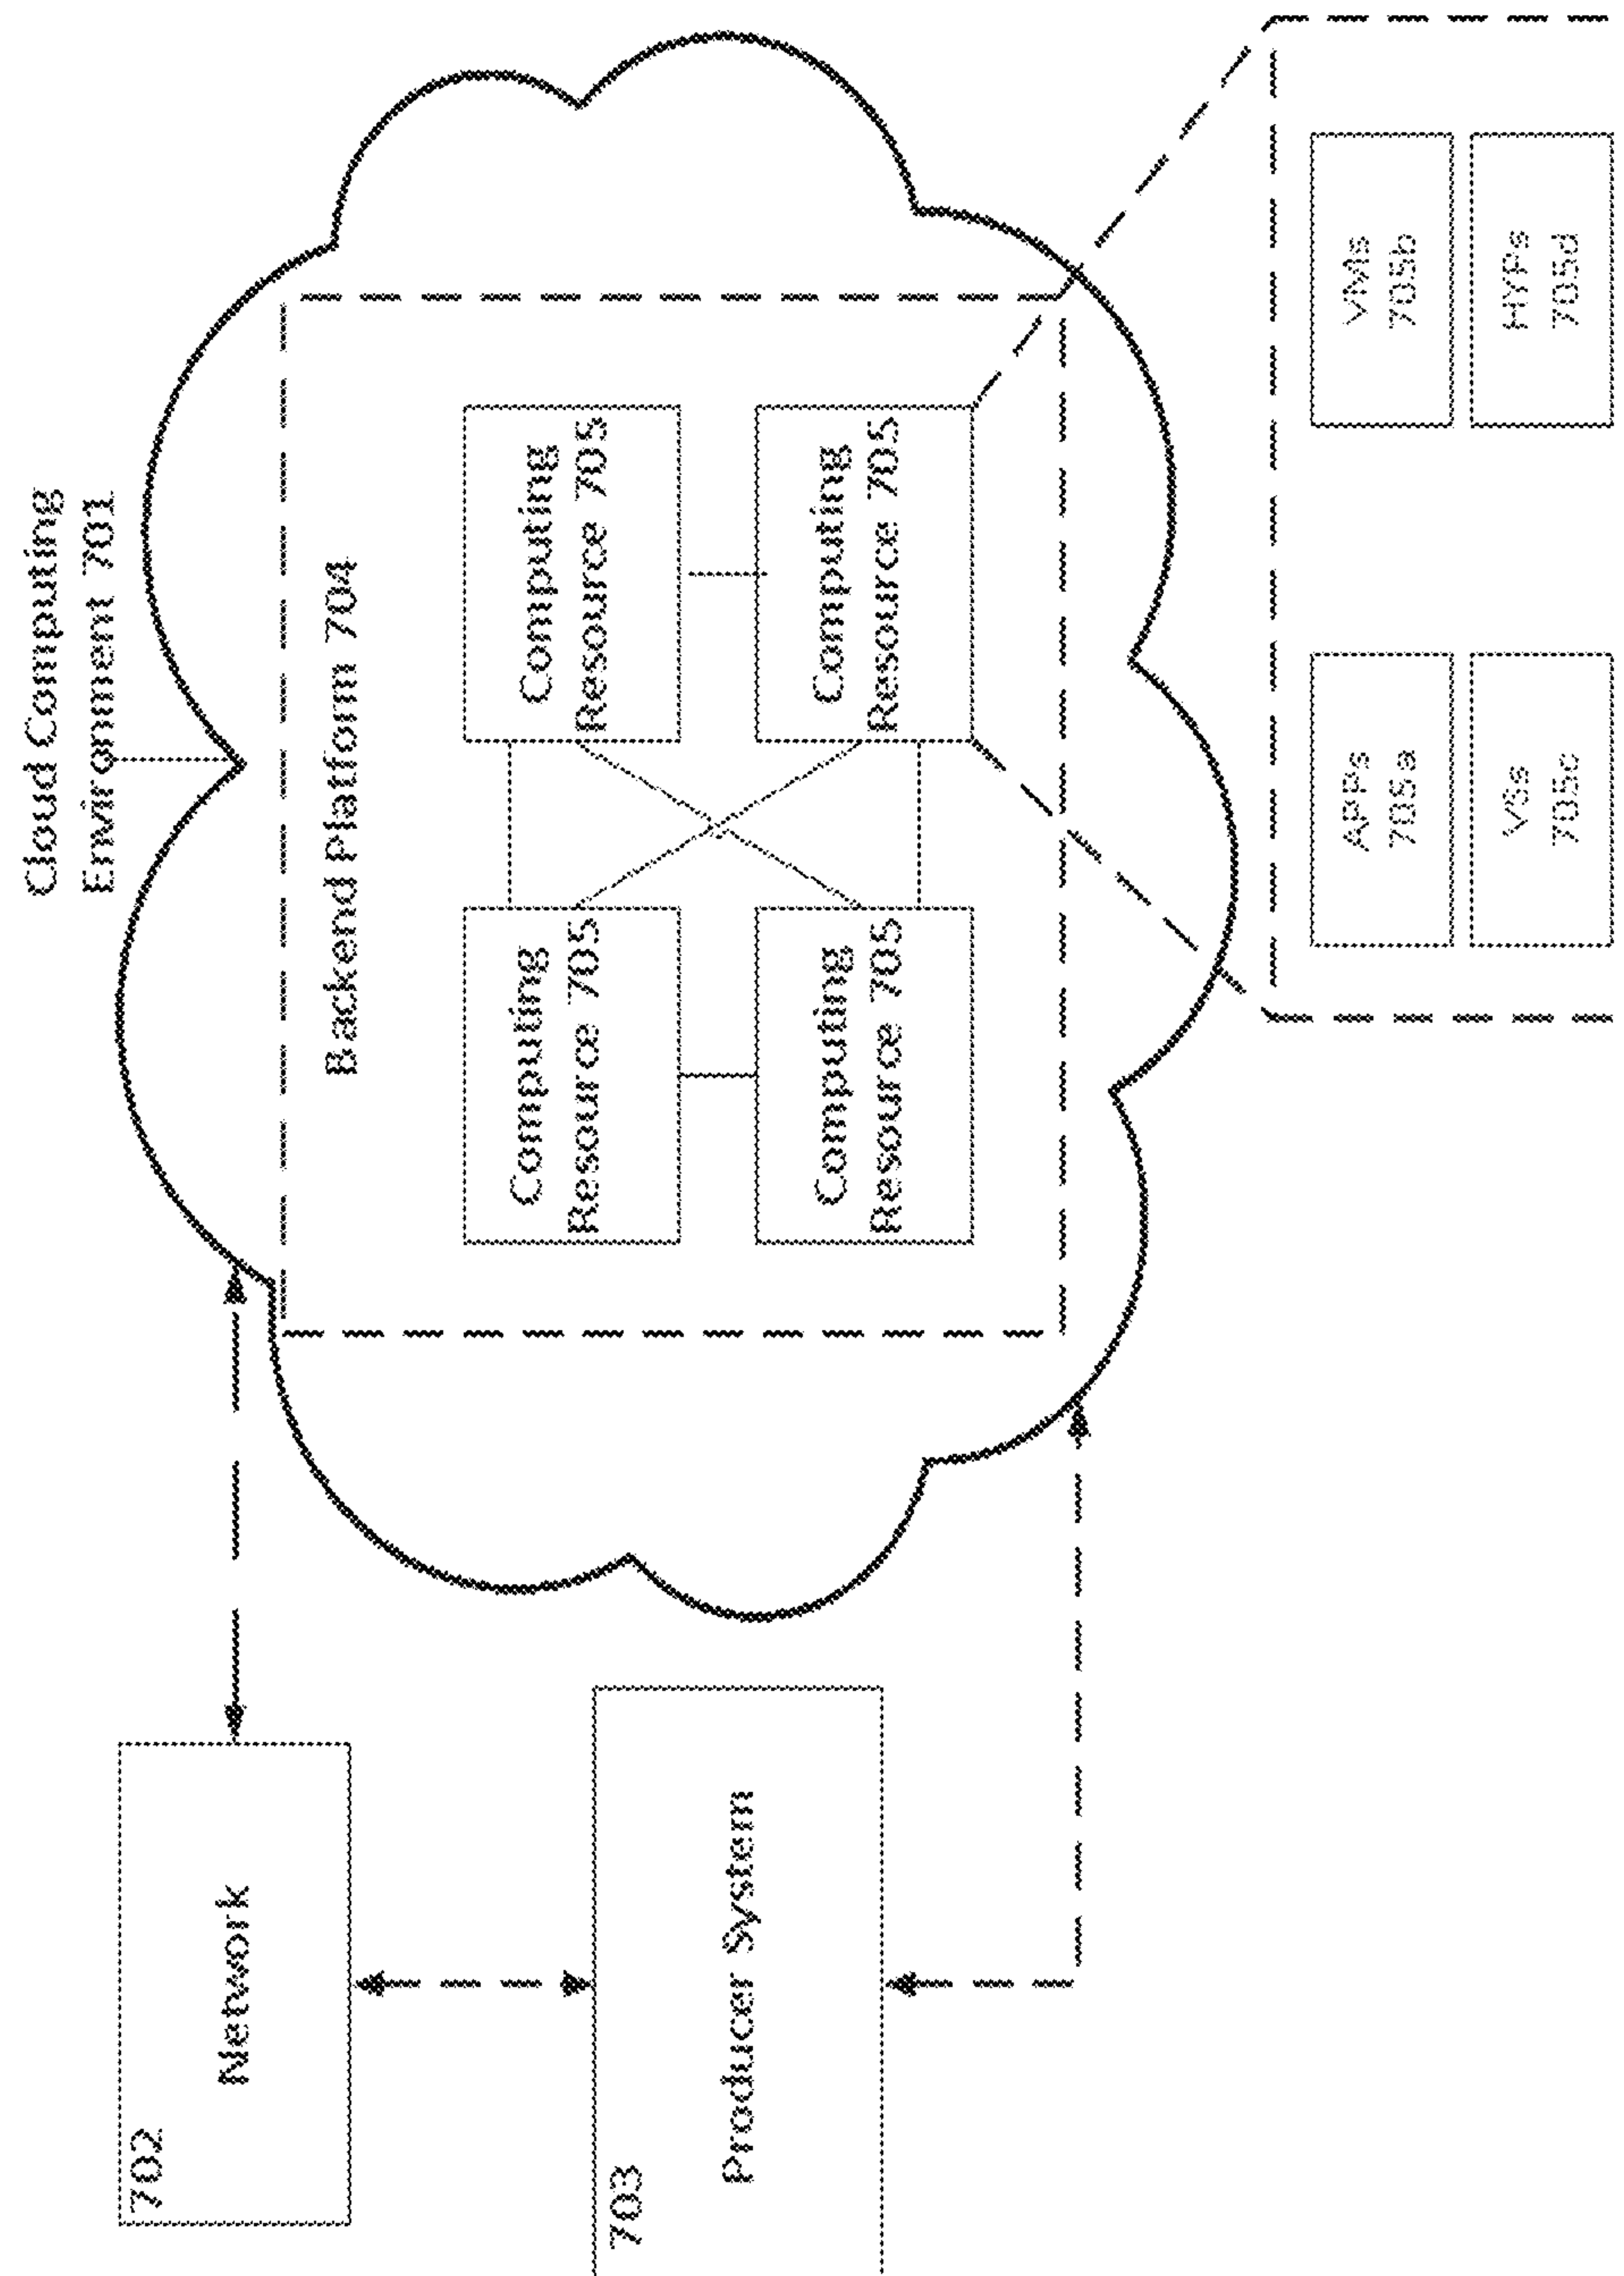 Cloud Computing
Environment 701
702
Network
Backend Platform 704
Computing
Resource 705
Computing
Resource 705
703
Producer System
Computing
Resource 705
Computing
Resource 705
APPs
705a
VMs
705b
VSs
705c
HYPs
705d